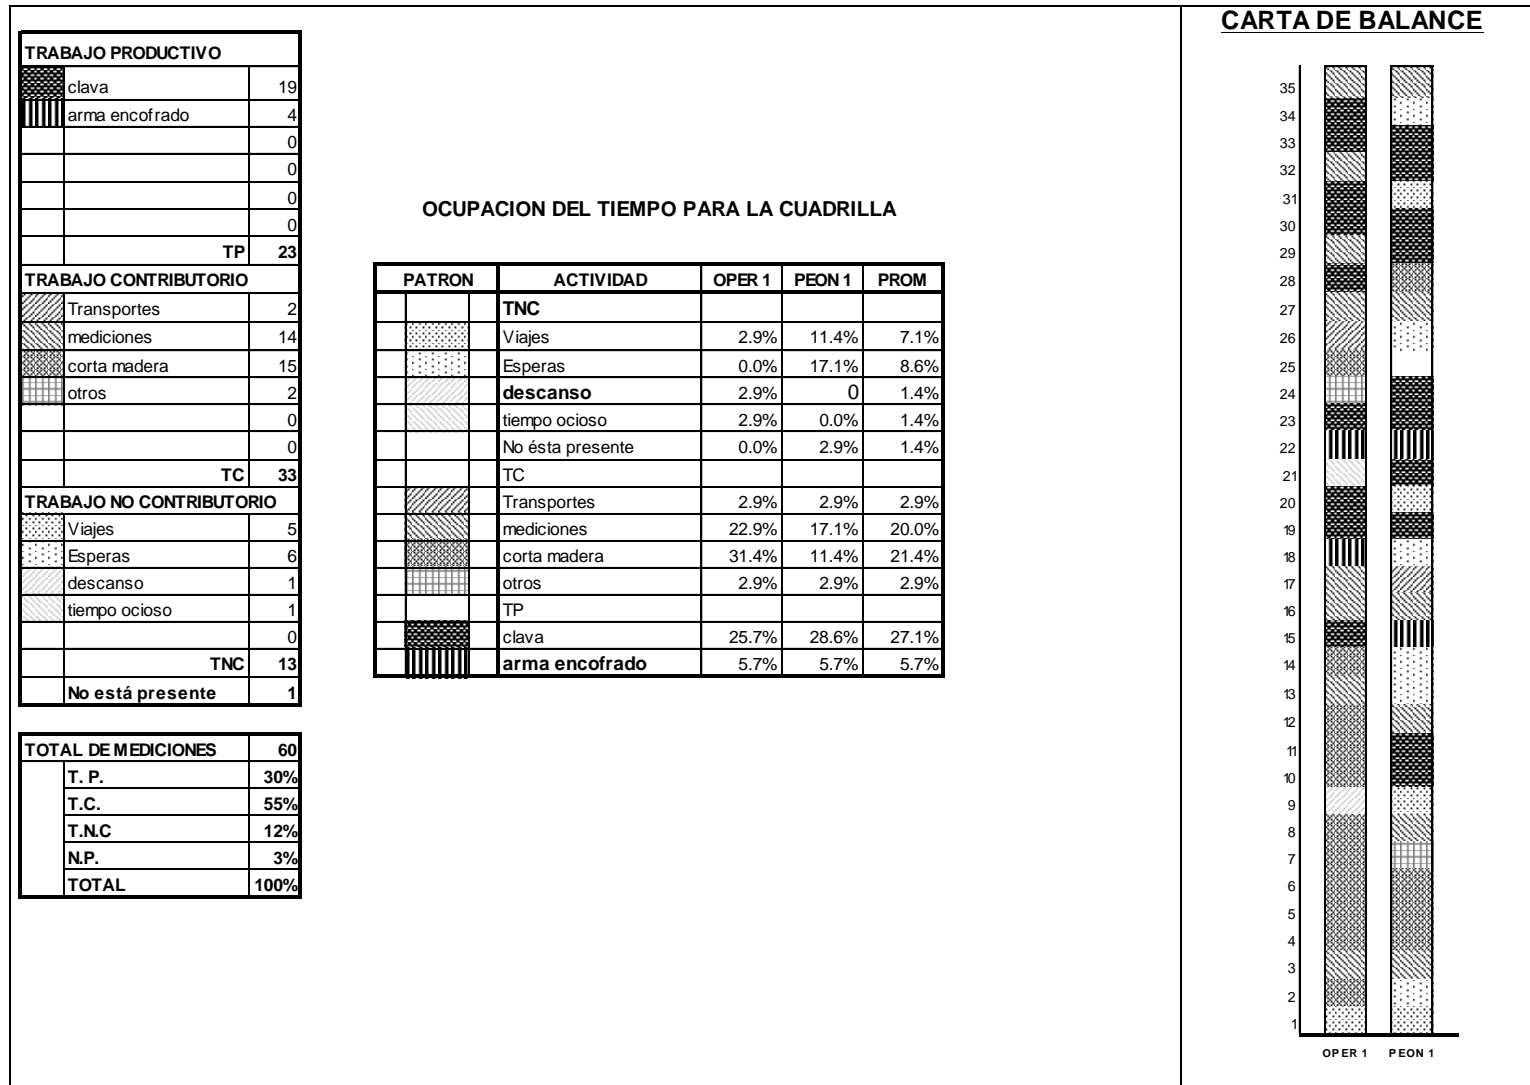 CARTA DE BALANCE
TRABAJO PRODUCTIVO
clava 19
arma encofrado 4
0
0
0
0
TP 23
TRABAJO CONTRIBUTORIO
Transportes 2
mediciones 14
corta madera 15
otros 2
0
0
TC 33
TRABAJO NO CONTRIBUTORIO
Viajes 5
Esperas 6
descanso 1
tiempo ocioso 1
0
TNC 13
No está presente 1
TOTAL DE MEDICIONES 60
T. P. 30%
T.C. 55%
T.N.C 12%
N.P. 3%
TOTAL 100%
OCUPACION DEL TIEMPO PARA LA CUADRILLA
PATRON ACTIVIDAD OPER 1 PEON 1 PROM
TNC
Viajes 2.9% 11.4% 7.1%
Esperas 0.0% 17.1% 8.6%
descanso 2.9% 0 1.4%
tiempo ocioso 2.9% 0.0% 1.4%
No ésta presente 0.0% 2.9% 1.4%
TC
Transportes 2.9% 2.9% 2.9%
mediciones 22.9% 17.1% 20.0%
corta madera 31.4% 11.4% 21.4%
otros 2.9% 2.9% 2.9%
TP
clava 25.7% 28.6% 27.1%
arma encofrado 5.7% 5.7% 5.7%
35
34
33
32
31
30
29
28
27
26
25
24
23
22
21
20
19
18
17
16
15
14
13
12
11
10
9
8
7
6
5
4
3
2
1
OPER 1 PEON 1